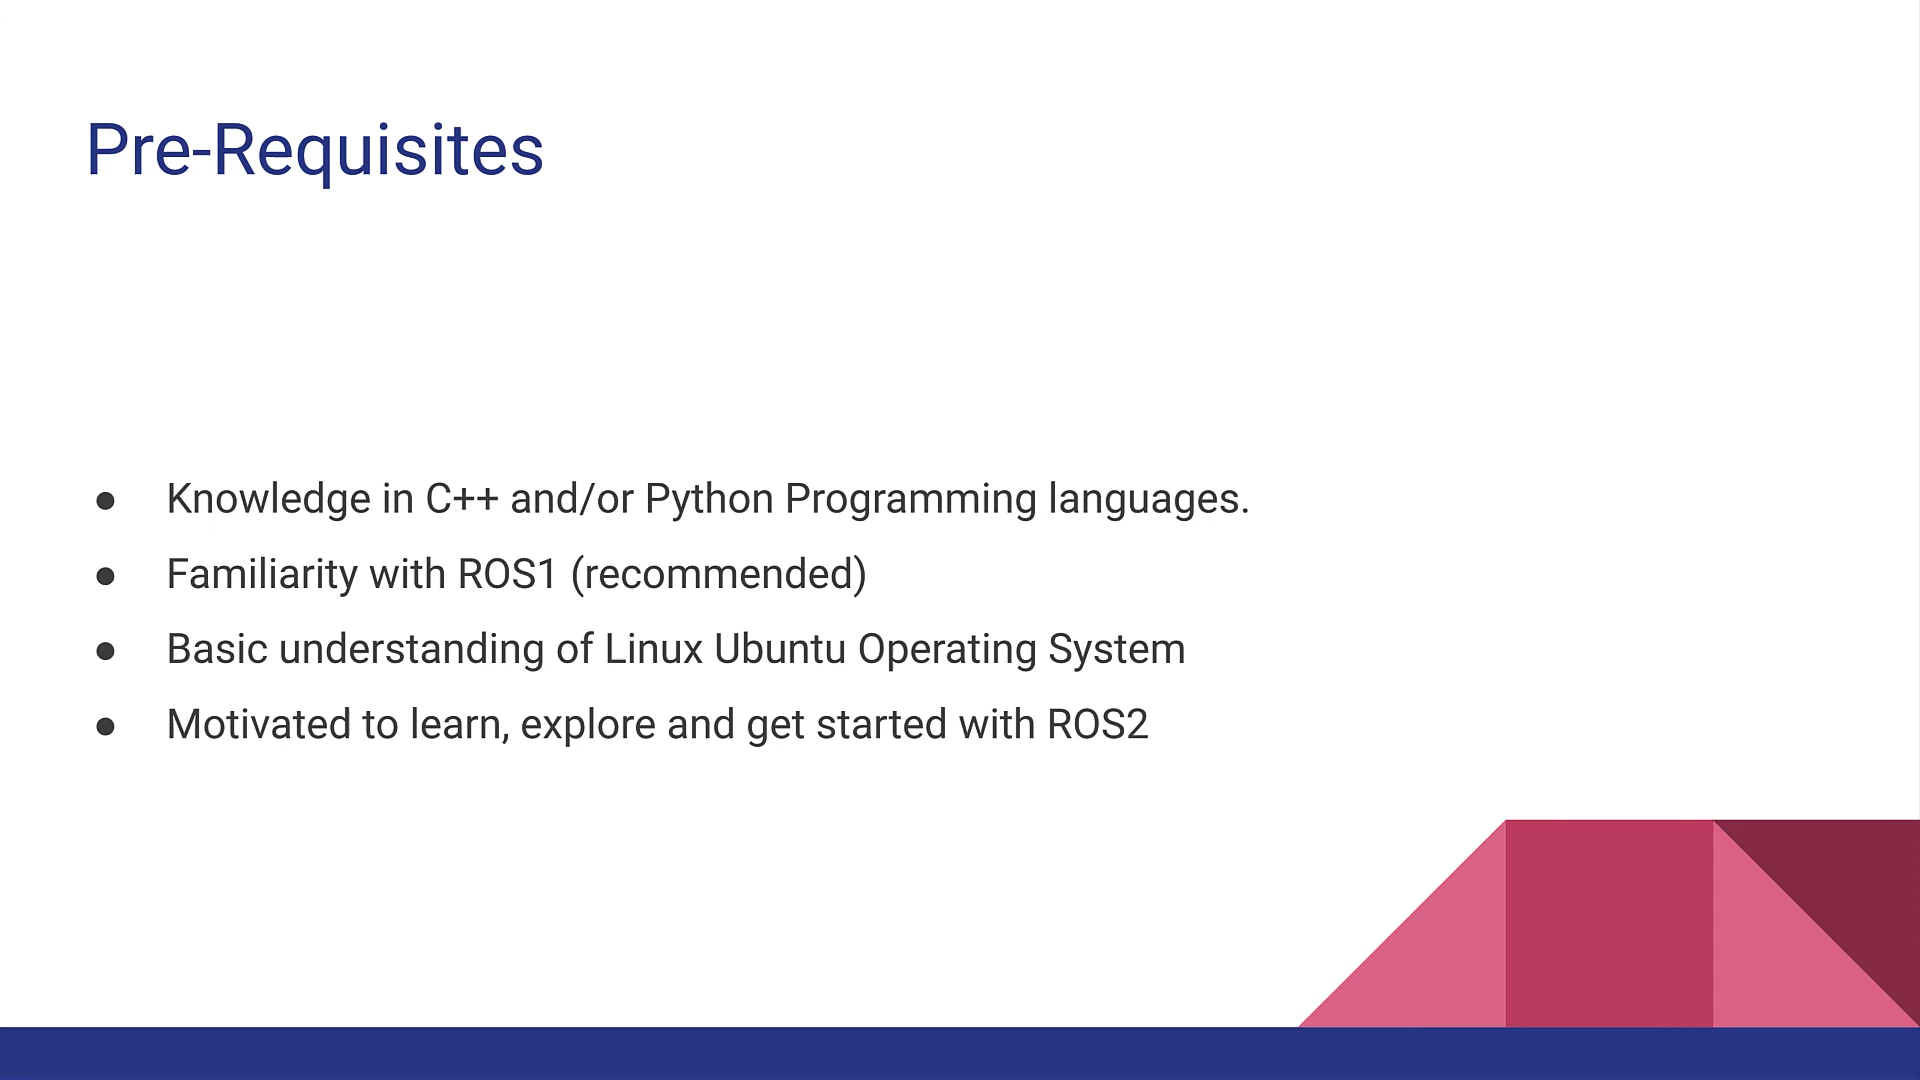 Pre-Requisites
● Knowledge in C++ and/or Python Programming languages.
● Familiarity with ROS1 (recommended)
● Basic understanding of Linux Ubuntu Operating System
● Motivated to learn, explore and get started with ROS2